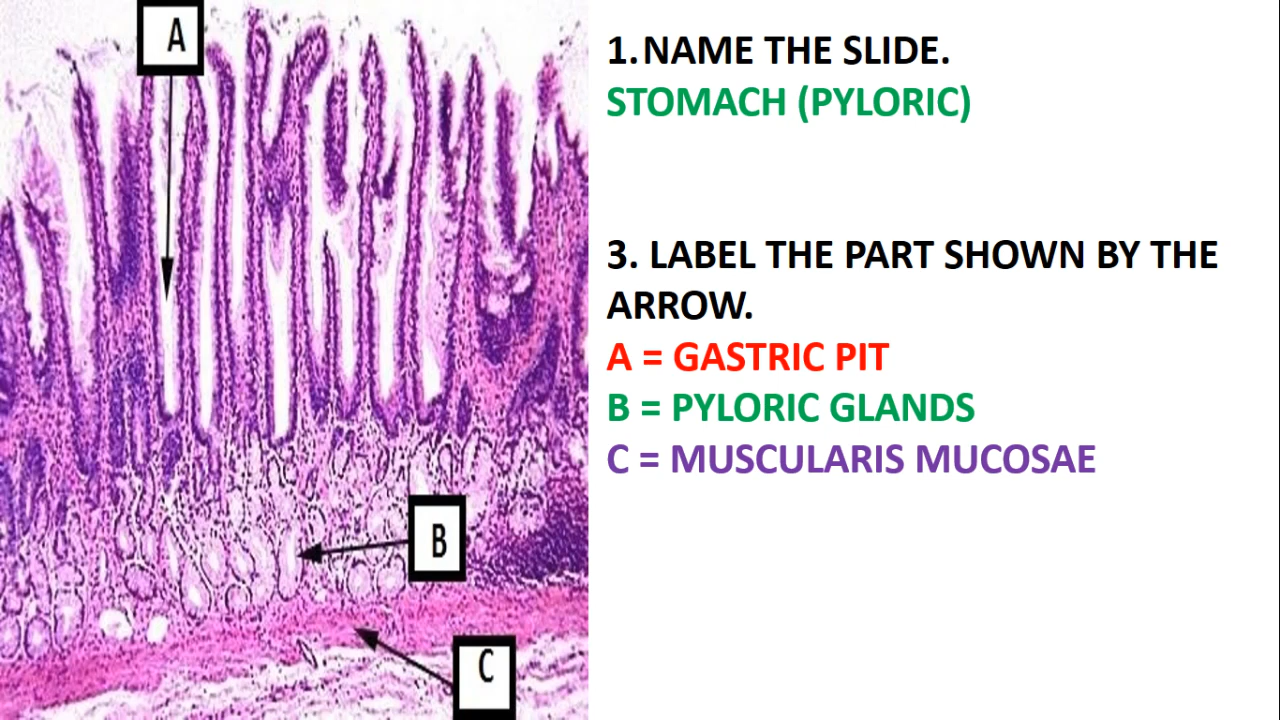 A
B
C
1. NAME THE SLIDE.
STOMACH (PYLORIC)
3. LABEL THE PART SHOWN BY THE
ARROW.
A = GASTRIC PIT
B = PYLORIC GLANDS
C = MUSCULARIS MUCOSAE